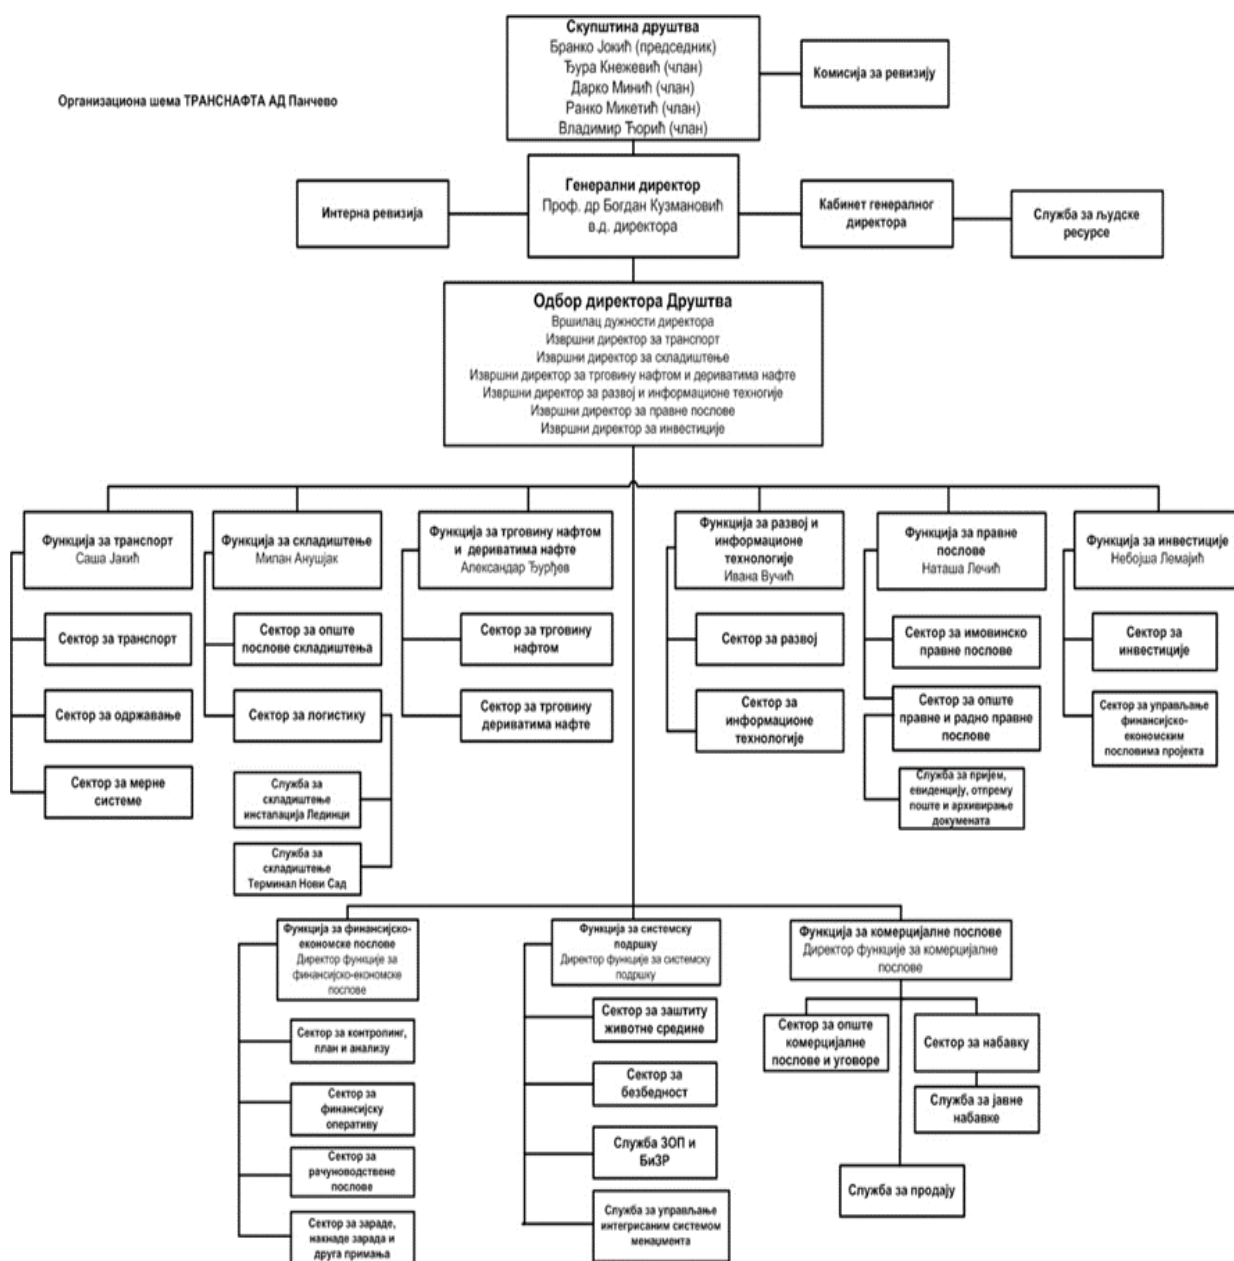 Скупштина друштва
Бранко Јокић (председник)
Ђура Кнежевић (члан)
Дарко Минић (члан)
Ранко Микетић (члан)
Владимир Ћорић (члан)
Комисија за ревизију
Организациона шема ТРАНСНАФТА АД Панчево
Генерални директор
Проф. др Богдан Кузмановић
в.д. директора
Интерна ревизија
Кабинет генералног
директора
Служба за људске
ресурсе
Одбор директора Друштва
Вршилац дужности директора
Извршни директор за транспорт
Извршни директор за складиштење
Извршни директор за трговину нафтом и дериватима нафте
Извршни директор за развој и информационе техногије
Извршни директор за правне послове
Извршни директор за инвестиције
Функција за транспорт
Саша Јакић
Функција за складиштење
Милан Анушјак
Функција за трговину нафтом
и дериватима нафте
Александар Ђурђев
Функција за развој и
информационе
технологије
Ивана Вучић
Функција за правне
послове
Наташа Лечић
Функција за инвестиције
Небојша Лемајић
Сектор за транспорт
Сектор за опште
послове складиштења
Сектор за трговину
нафтом
Сектор за развој
Сектор за имовинско
правне послове
Сектор за
инвестиције
Сектор за одржавање
Сектор за логистику
Сектор за трговину
дериватима нафте
Сектор за
информационе
технологије
Сектор за опште
правне и радно правне
послове
Сектор за управљање
финансијско-
економским
пословима пројекта
Сектор за мерне
системе
Служба за
складиштење
инсталација Лединци
Служба за пријем,
евиденцију, отпрему
поште и архивирање
докумената
Служба за
складиштење
Терминал Нови Сад
Функција за финансијско-
економске послове
Директор функције за
финансијско-економске
послове
Функција за системску
подршку
Директор функције за системску
подршку
Функција за комерцијалне послове
Директор функције за комерцијалне
послове
Сектор за контролинг,
план и анализу
Сектор за заштиту
животне средине
Сектор за опште
комерцијалне
послове и уговоре
Сектор за набавку
Сектор за
финансијску
оперативу
Сектор за
безбедност
Служба за јавне
набавке
Сектор за
рачуноводствене
послове
Служба ЗОП и
БиЗР
Служба за продају
Сектор за зараде,
накнаде зарада и
друга примања
Служба за управљање
интегрисаним системом
менаџмента